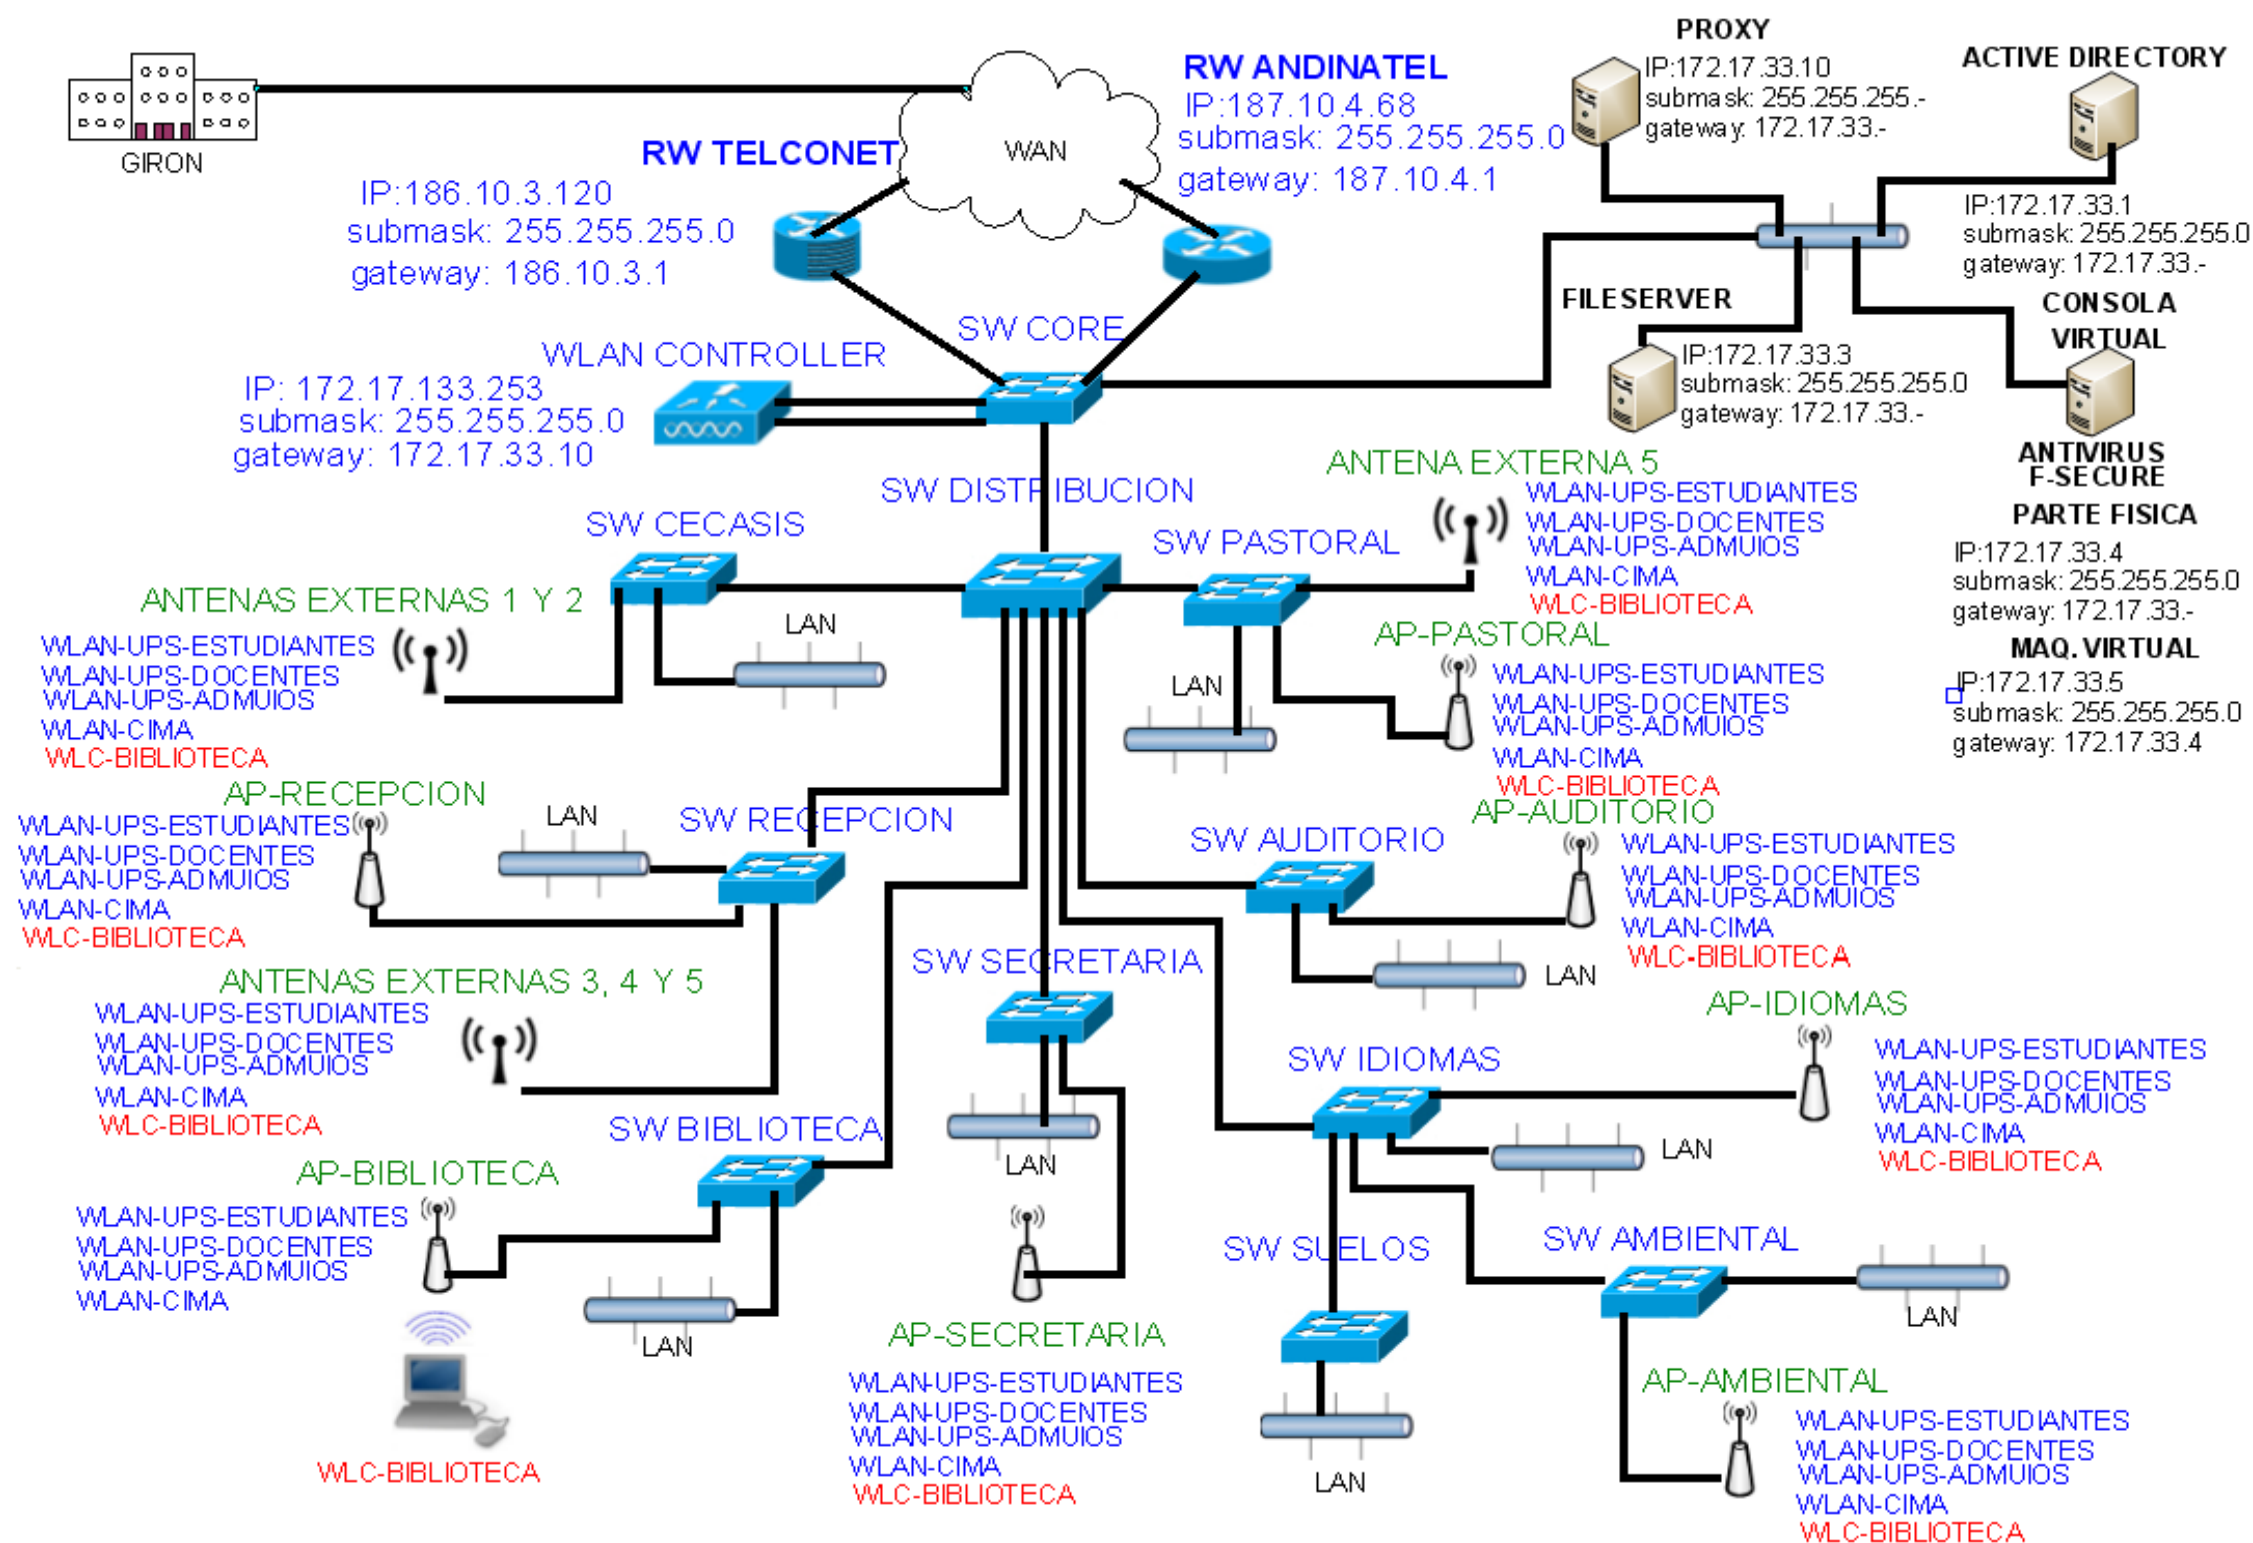 GIRON
WAN
RW TELCONET
IP:186.10.3.120
submask: 255.255.255.0
gateway: 186.10.3.1
RW ANDINATEL
IP:187.10.4.68
submask: 255.255.255.0
gateway: 187.10.4.1
PROXY
IP:172.17.33.10
submask: 255.255.255.-
gateway: 172.17.33.-
ACTIVE DIRECTORY
IP:172.17.33.1
submask: 255.255.255.0
gateway: 172.17.33.-
FILESERVER
IP:172.17.33.3
submask: 255.255.255.0
gateway: 172.17.33.-
CONSOLA
VIRTUAL
ANTIVIRUS
F-SECURE
PARTE FISICA
IP:172.17.33.4
submask: 255.255.255.0
gateway: 172.17.33.-
MAQ. VIRTUAL
IP:172.17.33.5
submask: 255.255.255.0
gateway: 172.17.33.4
SW CORE
WLAN CONTROLLER
IP: 172.17.133.253
submask: 255.255.255.0
gateway: 172.17.33.10
SW DISTRIBUCION
SW CECASIS
ANTENAS EXTERNAS 1 Y 2
WLAN-UPS-ESTUDIANTES
WLAN-UPS-DOCENTES
WLAN-UPS-ADMUIOS
WLAN-CIMA
WLC-BIBLIOTECA
LAN
SW PASTORAL
ANTENA EXTERNA 5
WLAN-UPS-ESTUDIANTES
WLAN-UPS-DOCENTES
WLAN-UPS-ADMUIOS
WLAN-CIMA
WLC-BIBLIOTECA
AP-PASTORAL
WLAN-UPS-ESTUDIANTES
WLAN-UPS-DOCENTES
WLAN-UPS-ADMUIOS
WLAN-CIMA
WLC-BIBLIOTECA
LAN
AP-RECEPCION
WLAN-UPS-ESTUDIANTES
WLAN-UPS-DOCENTES
WLAN-UPS-ADMUIOS
WLAN-CIMA
WLC-BIBLIOTECA
LAN
SW RECEPCION
SW AUDITORIO
AP-AUDITORIO
WLAN-UPS-ESTUDIANTES
WLAN-UPS-DOCENTES
WLAN-UPS-ADMUIOS
WLAN-CIMA
WLC-BIBLIOTECA
LAN
ANTENAS EXTERNAS 3, 4 Y 5
WLAN-UPS-ESTUDIANTES
WLAN-UPS-DOCENTES
WLAN-UPS-ADMUIOS
WLAN-CIMA
WLC-BIBLIOTECA
SW SECRETARIA
LAN
SW IDIOMAS
AP-IDIOMAS
WLAN-UPS-ESTUDIANTES
WLAN-UPS-DOCENTES
WLAN-UPS-ADMUIOS
WLAN-CIMA
WLC-BIBLIOTECA
LAN
SW BIBLIOTECA
AP-BIBLIOTECA
WLAN-UPS-ESTUDIANTES
WLAN-UPS-DOCENTES
WLAN-UPS-ADMUIOS
WLAN-CIMA
LAN
WLC-BIBLIOTECA
AP-SECRETARIA
WLAN-UPS-ESTUDIANTES
WLAN-UPS-DOCENTES
WLAN-UPS-ADMUIOS
WLAN-CIMA
WLC-BIBLIOTECA
SW SUELOS
LAN
SW AMBIENTAL
LAN
AP-AMBIENTAL
WLAN-UPS-ESTUDIANTES
WLAN-UPS-DOCENTES
WLAN-UPS-ADMUIOS
WLAN-CIMA
WLC-BIBLIOTECA